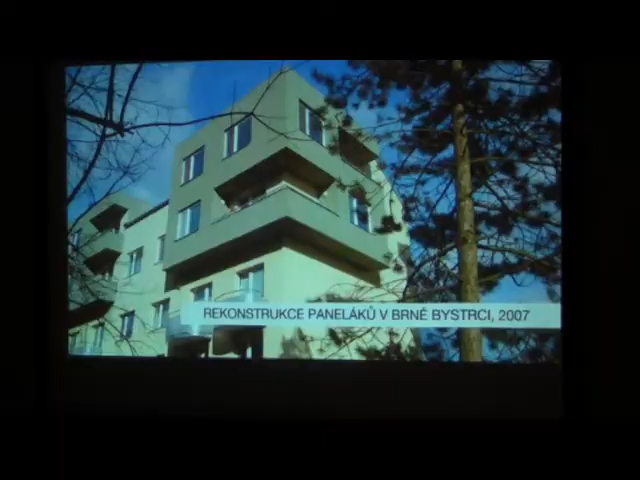 REKONSTRUKCE PANELÁKŮ V BRNĚ BYSTRCI, 2007